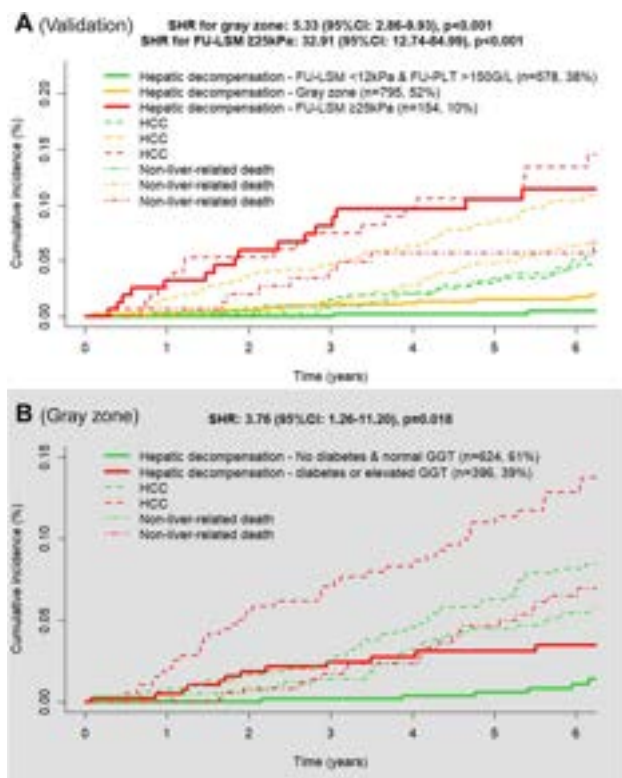 A (Validation)
SHR for gray zone: 5.33 (95%CI: 2.86-9.93), p<0.001
SHR for FU-LSM ≥25kPa: 32.91 (95%CI: 12.74-84.99), p<0.001
Hepatic decompensation - FU-LSM <12kPa & FU-PLT >150G/L (n=578, 38%)
Hepatic decompensation - Gray zone (n=795, 52%)
Hepatic decompensation - FU-LSM ≥25kPa (n=154, 10%)
HCC
HCC
HCC
Non-liver-related death
Non-liver-related death
Non-liver-related death
Cumulative incidence (%)
0.20
0.15
0.10
0.05
0.00
0 1 2 3 4 5 6
Time (years)
B (Gray zone)
SHR: 3.76 (95%CI: 1.26-11.20), p=0.018
Hepatic decompensation - No diabetes & normal GGT (n=624, 61%)
Hepatic decompensation - diabetes or elevated GGT (n=396, 39%)
HCC
HCC
Non-liver-related death
Non-liver-related death
Cumulative incidence (%)
0.15
0.10
0.05
0.00
0 1 2 3 4 5 6
Time (years)